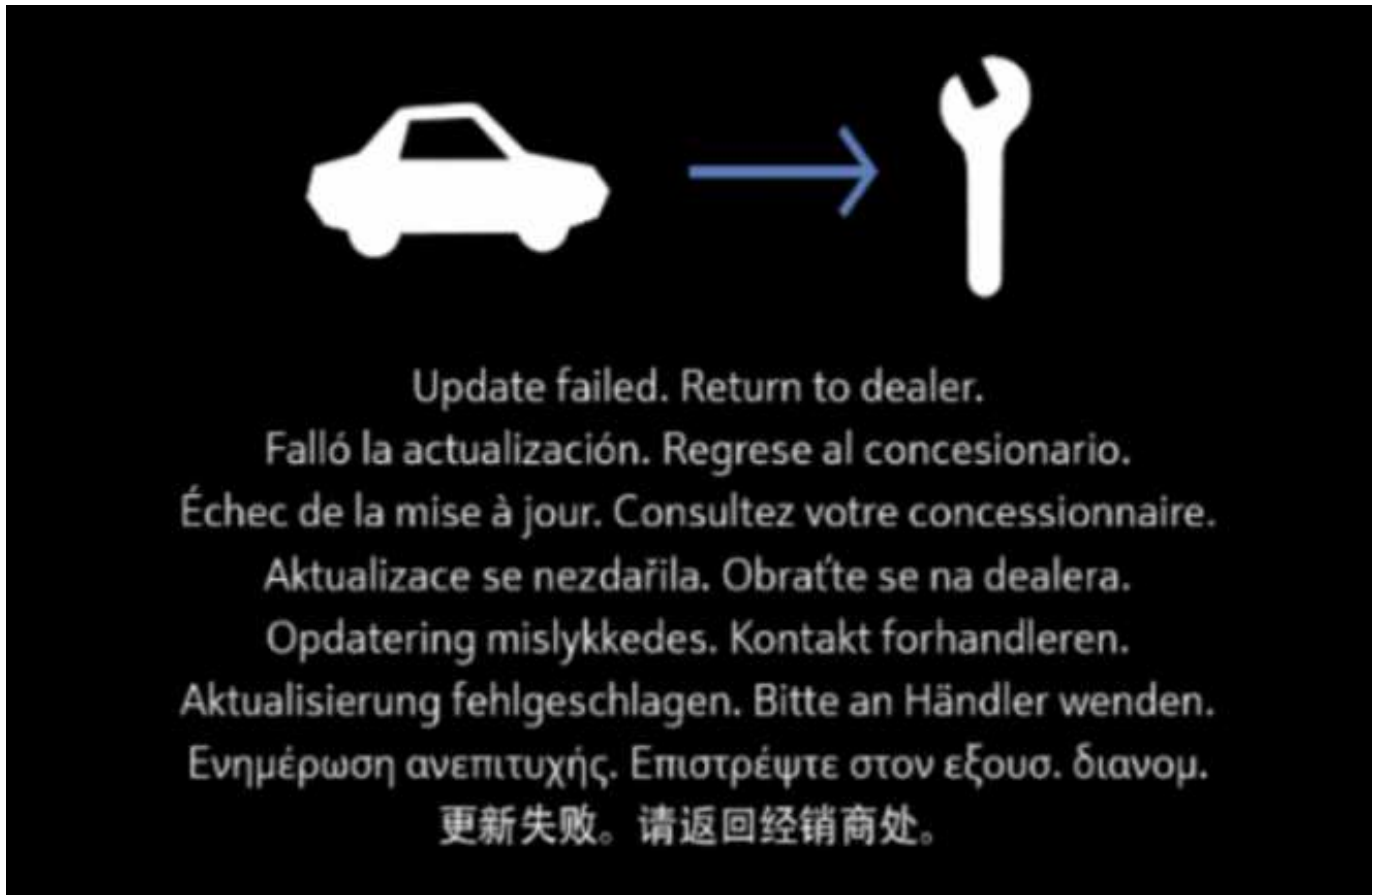 Update failed. Return to dealer.
Falló la actualización. Regrese al concesionario.
Échec de la mise à jour. Consultez votre concessionnaire.
Aktualizace se nezdařila. Obraťte se na dealera.
Opdatering mislykkedes. Kontakt forhandleren.
Aktualisierung fehlgeschlagen. Bitte an Händler wenden.
Ενημέρωση ανεπιτυχής. Επιστρέψτε στον εξουσ. διανομ.
更新失败。请返回经销商处。